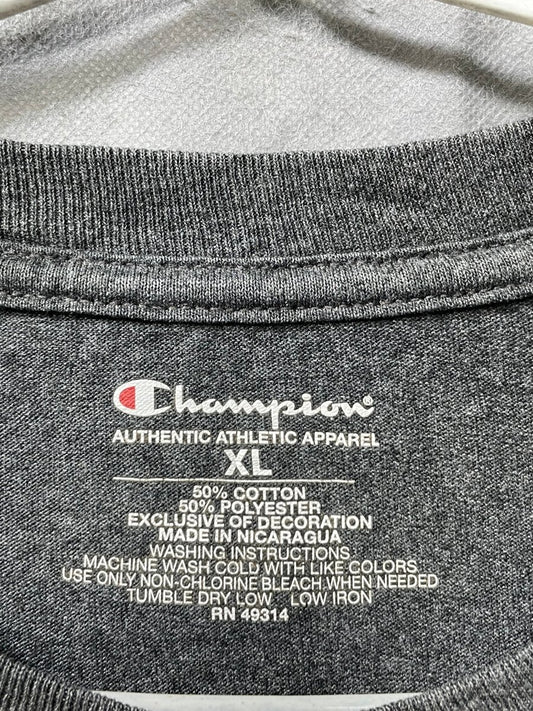 Champion®
AUTHENTIC ATHLETIC APPAREL
XL
50% COTTON
50% POLYESTER
EXCLUSIVE OF DECORATION
MADE IN NICARAGUA
WASHING INSTRUCTIONS
MACHINE WASH COLD WITH LIKE COLORS
USE ONLY NON-CHLORINE BLEACH WHEN NEEDED
TUMBLE DRY LOW LOW IRON
RN 49314